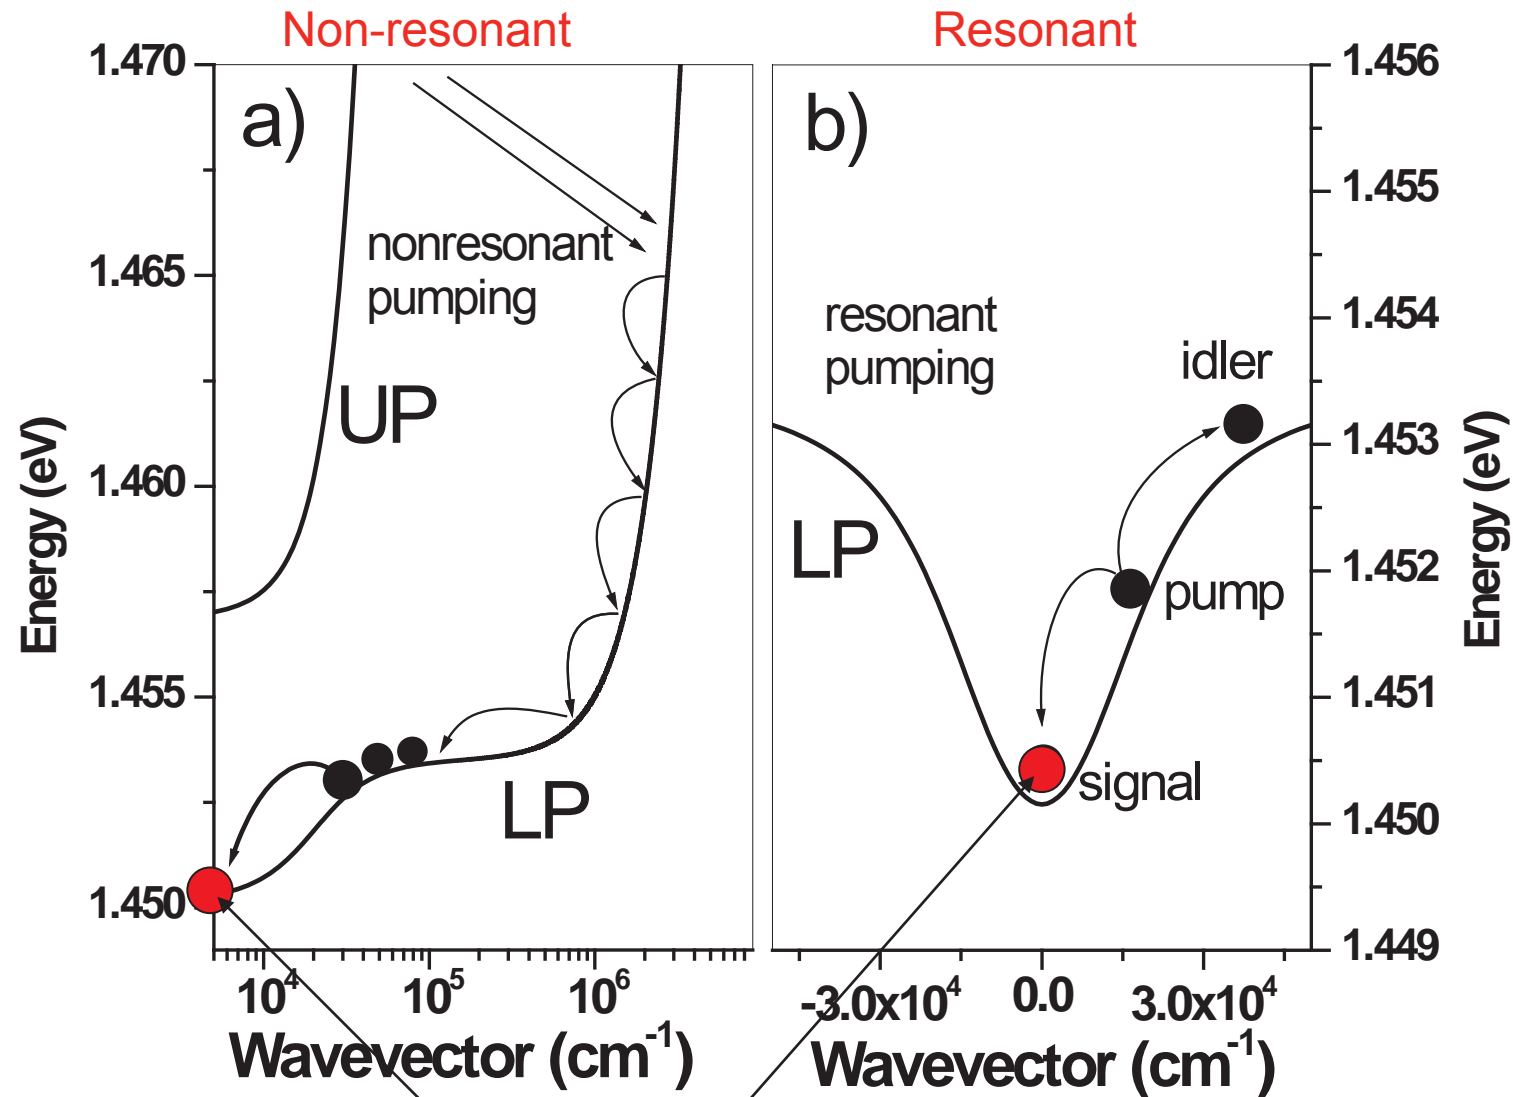 Non-resonant
Resonant
a)
b)
1.470
1.465
1.460
1.455
1.450
Energy (eV)
nonresonant
pumping
UP
LP
10⁴
10⁵
10⁶
Wavevector (cm⁻¹)
resonant
pumping
idler
LP
pump
signal
1.456
1.455
1.454
1.453
1.452
1.451
1.450
1.449
Energy (eV)
-3.0x10⁴
0.0
3.0x10⁴
Wavevector (cm⁻¹)